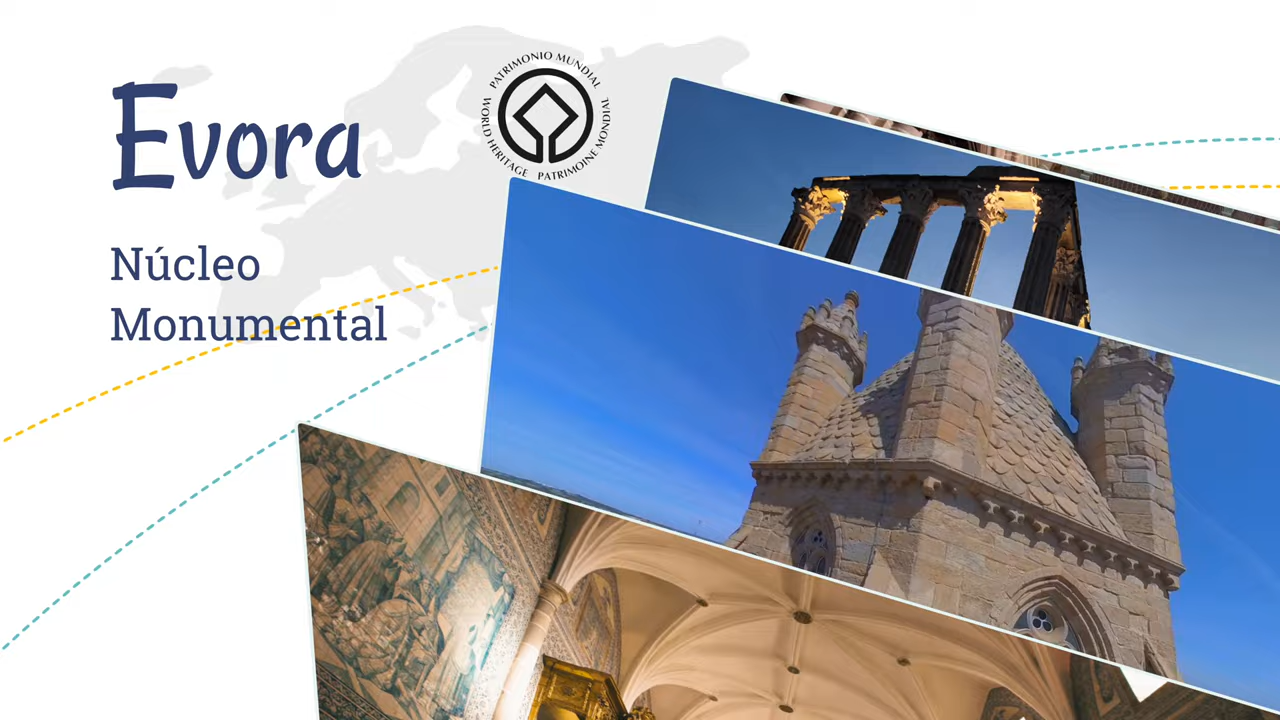 Evora
PATRIMONIO MUNDIAL
WORLD HERITAGE
PATRIMOINE MONDIAL
Núcleo
Monumental